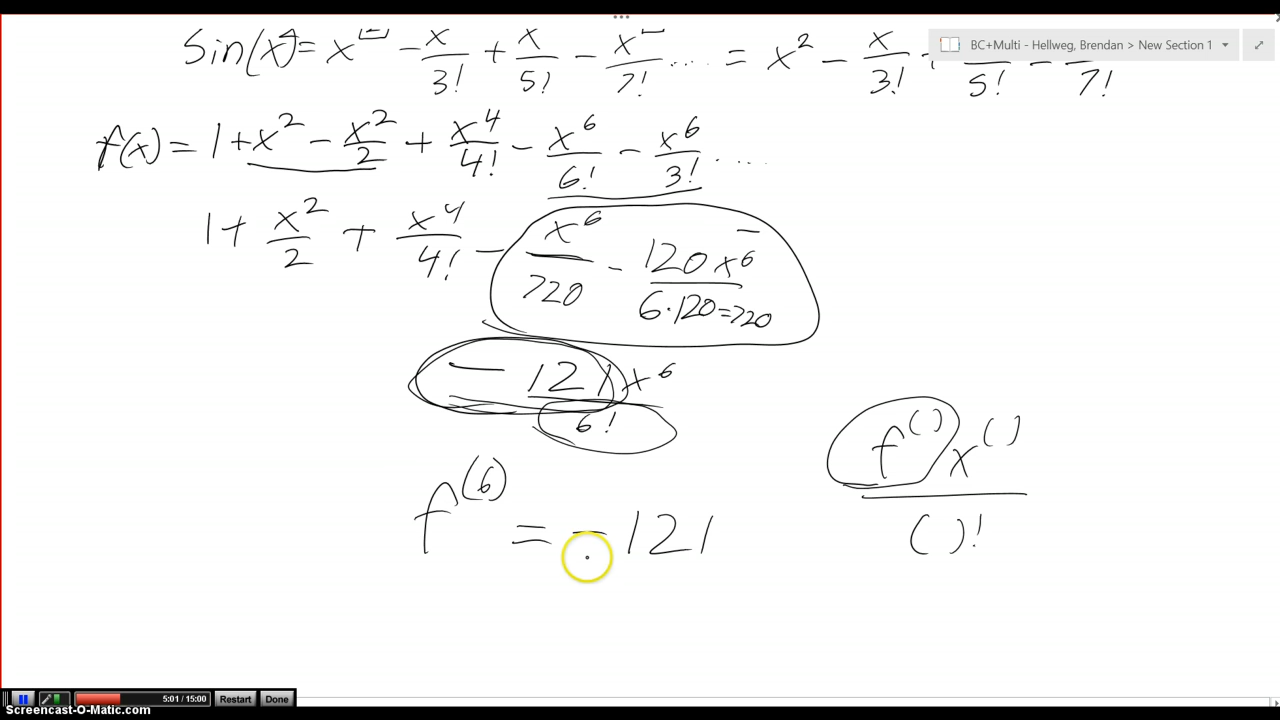 BC+Multi - Hellweg, Brendan > New Section 1
Sin(x)= x - x/3! + x/5! - x/7! .... = x² - x/3! + 5! - 7!
f(x) = 1 + x² - x²/2 + x⁴/4! - x⁶/6! - x⁶/3! ....
1 + x²/2 + x⁴/4! - x⁶/720 - 120x⁶/6·120=720
- 121x⁶/6!
f^( ) x^( ) / ( )!
f^(6) = -121
5:01 / 15:00 Restart Done
Screencast-O-Matic.com